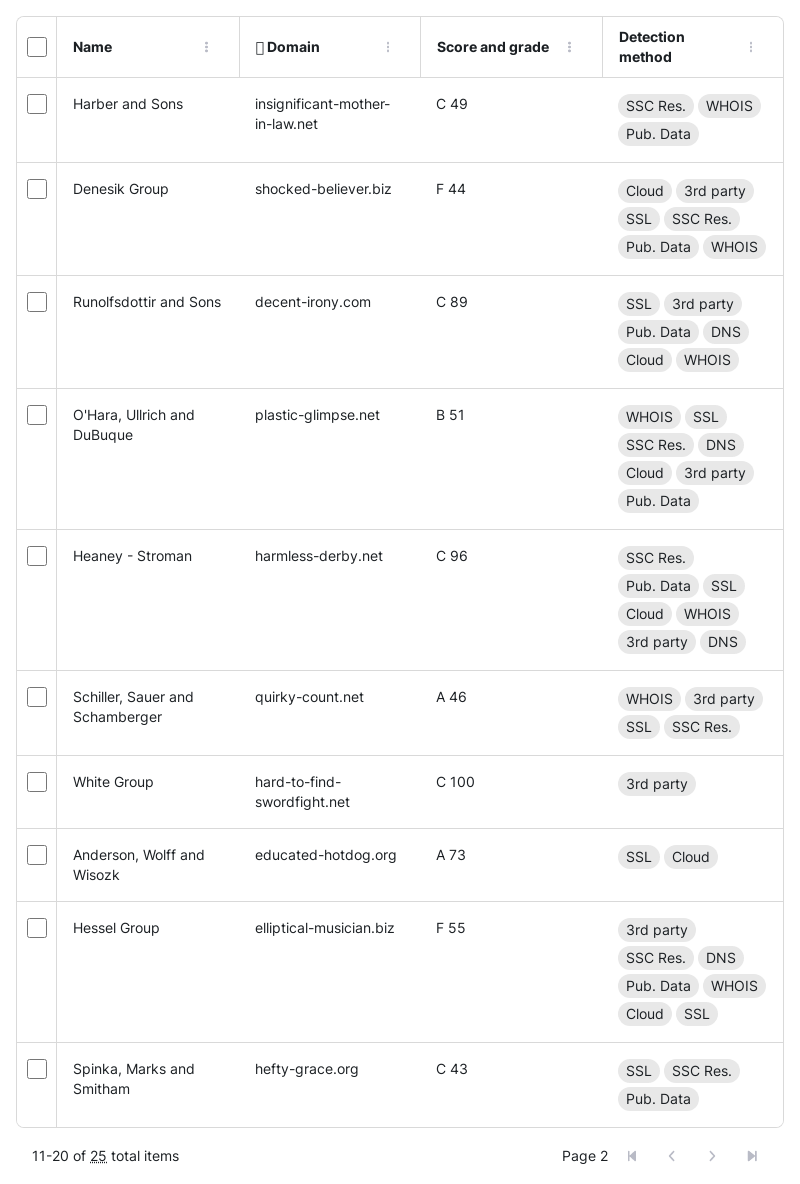 Name
Domain
Score and grade
Detection
method
Harber and Sons
insignificant-mother-
in-law.net
C 49
SSC Res. WHOIS
Pub. Data
Denesik Group
shocked-believer.biz
F 44
Cloud 3rd party
SSL SSC Res.
Pub. Data WHOIS
Runolfsdottir and Sons
decent-irony.com
C 89
SSL 3rd party
Pub. Data DNS
Cloud WHOIS
O'Hara, Ullrich and
DuBuque
plastic-glimpse.net
B 51
WHOIS SSL
SSC Res. DNS
Cloud 3rd party
Pub. Data
Heaney - Stroman
harmless-derby.net
C 96
SSC Res.
Pub. Data SSL
Cloud WHOIS
3rd party DNS
Schiller, Sauer and
Schamberger
quirky-count.net
A 46
WHOIS 3rd party
SSL SSC Res.
White Group
hard-to-find-
swordfight.net
C 100
3rd party
Anderson, Wolff and
Wisozk
educated-hotdog.org
A 73
SSL Cloud
Hessel Group
elliptical-musician.biz
F 55
3rd party
SSC Res. DNS
Pub. Data WHOIS
Cloud SSL
Spinka, Marks and
Smitham
hefty-grace.org
C 43
SSL SSC Res.
Pub. Data
11-20 of 25 total items
Page 2